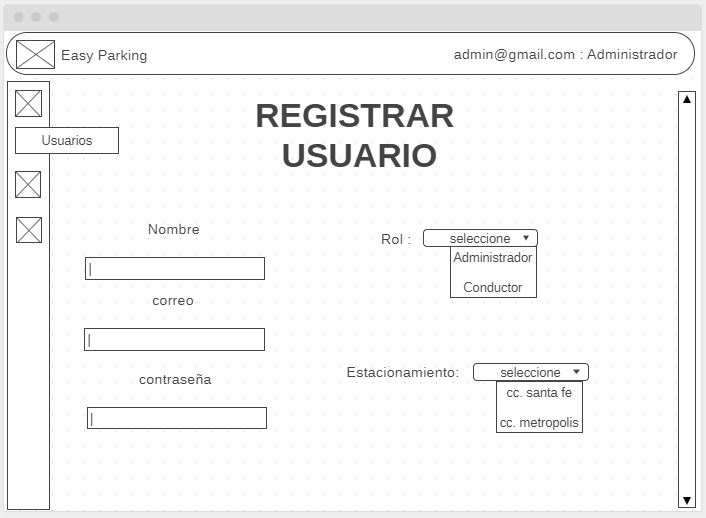 Easy Parking
admin@gmail.com : Administrador
Usuarios
REGISTRAR
USUARIO
Nombre
correo
contraseña
Rol :
seleccione
Administrador
Conductor
Estacionamiento:
seleccione
cc. santa fe
cc. metropolis